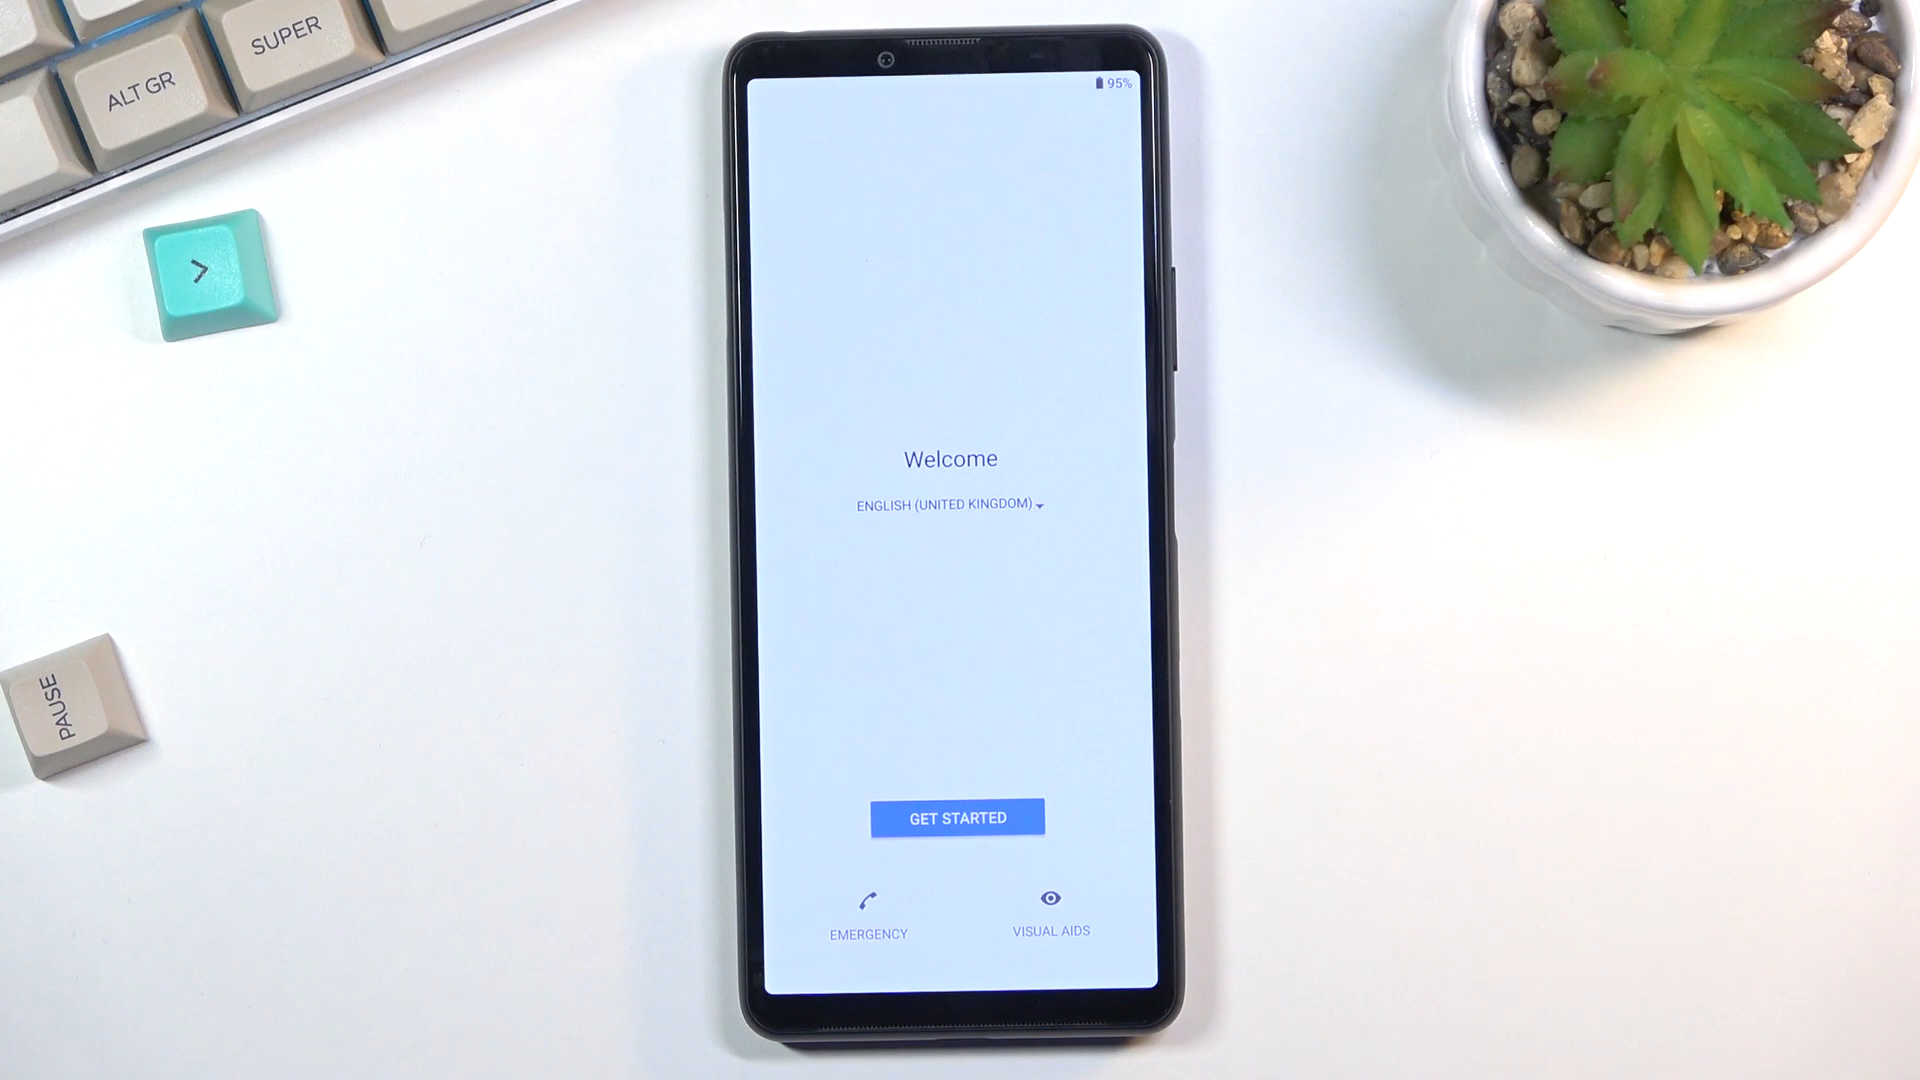 SUPER
ALT GR
>
PAUSE
95%
Welcome
ENGLISH (UNITED KINGDOM)
GET STARTED
EMERGENCY
VISUAL AIDS